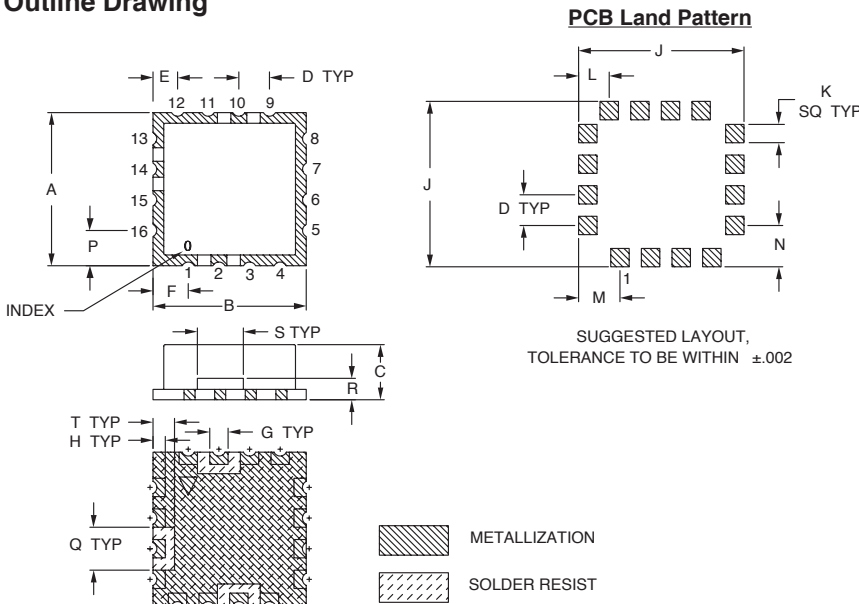 Outline Drawing
PCB Land Pattern
E
D TYP
12 11 10 9
13
14
15
16
8
7
6
5
A
P
0
1 2 3 4
INDEX
F
B
J
L
K
SQ TYP
J
D TYP
N
1
M
SUGGESTED LAYOUT,
TOLERANCE TO BE WITHIN ±.002
S TYP
C
R
T TYP
H TYP
G TYP
Q TYP
METALLIZATION
SOLDER RESIST